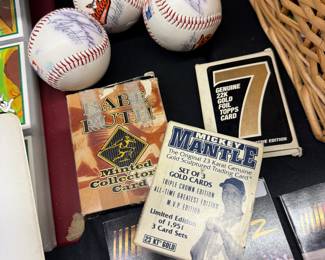 BABE
RUTH
Minted
Collector
Card
7
GENUINE
22K
GOLD
FOIL
TOPPS
CARD
EDITION
MICKEY
MANTLE
The Original 23 Karat Genuine
Gold Sculptured Trading Card
SET OF 3
GOLD CARDS
TRIPLE CROWN EDITION
ALL-TIME GREATEST EDITION
M.V.P EDITION
Limited Edition
of 1,951
3 Card Sets
23 KT GOLD